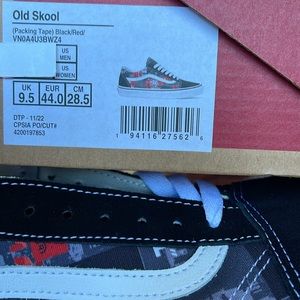 Old Skool
(Packing Tape) Black/Red/
VN0A4U3BWZ4
US
MEN
US
WOMEN
UK
EUR
CM
9.5
44.0
28.5
DTP - 11/22
CPSIA PO/CUT#
4200197853
1 94116 27562 6